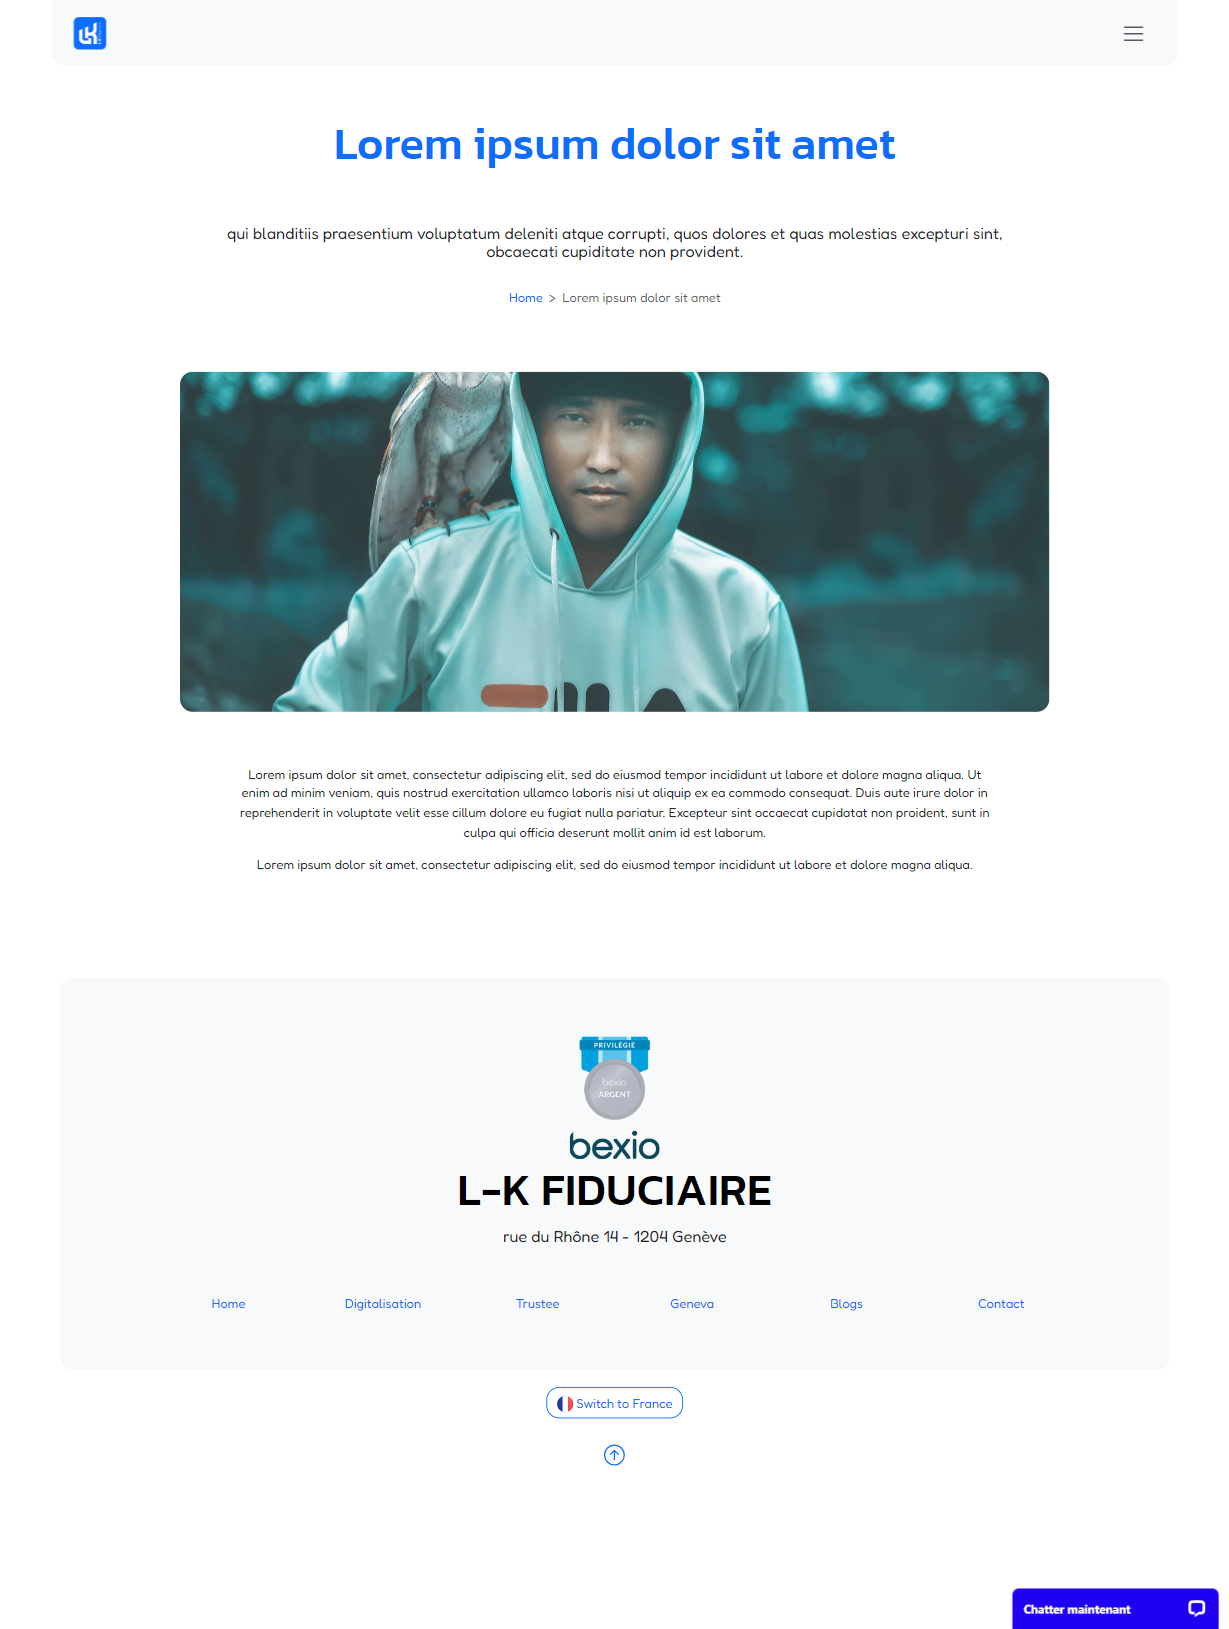 LK
Lorem ipsum dolor sit amet
qui blanditiis praesentium voluptatum deleniti atque corrupti, quos dolores et quas molestias excepturi sint,
obcaecati cupiditate non provident.
Home > Lorem ipsum dolor sit amet
Lorem ipsum dolor sit amet, consectetur adipiscing elit, sed do eiusmod tempor incididunt ut labore et dolore magna aliqua. Ut
enim ad minim veniam, quis nostrud exercitation ullamco laboris nisi ut aliquip ex ea commodo consequat. Duis aute irure dolor in
reprehenderit in voluptate velit esse cillum dolore eu fugiat nulla pariatur. Excepteur sint occaecat cupidatat non proident, sunt in
culpa qui officia deserunt mollit anim id est laborum.
Lorem ipsum dolor sit amet, consectetur adipiscing elit, sed do eiusmod tempor incididunt ut labore et dolore magna aliqua.
PRIVILÉGIÉ
bexio
ARGENT
bexio
L-K FIDUCIAIRE
rue du Rhône 14 - 1204 Genève
Home Digitalisation Trustee Geneva Blogs Contact
Switch to France
Chatter maintenant